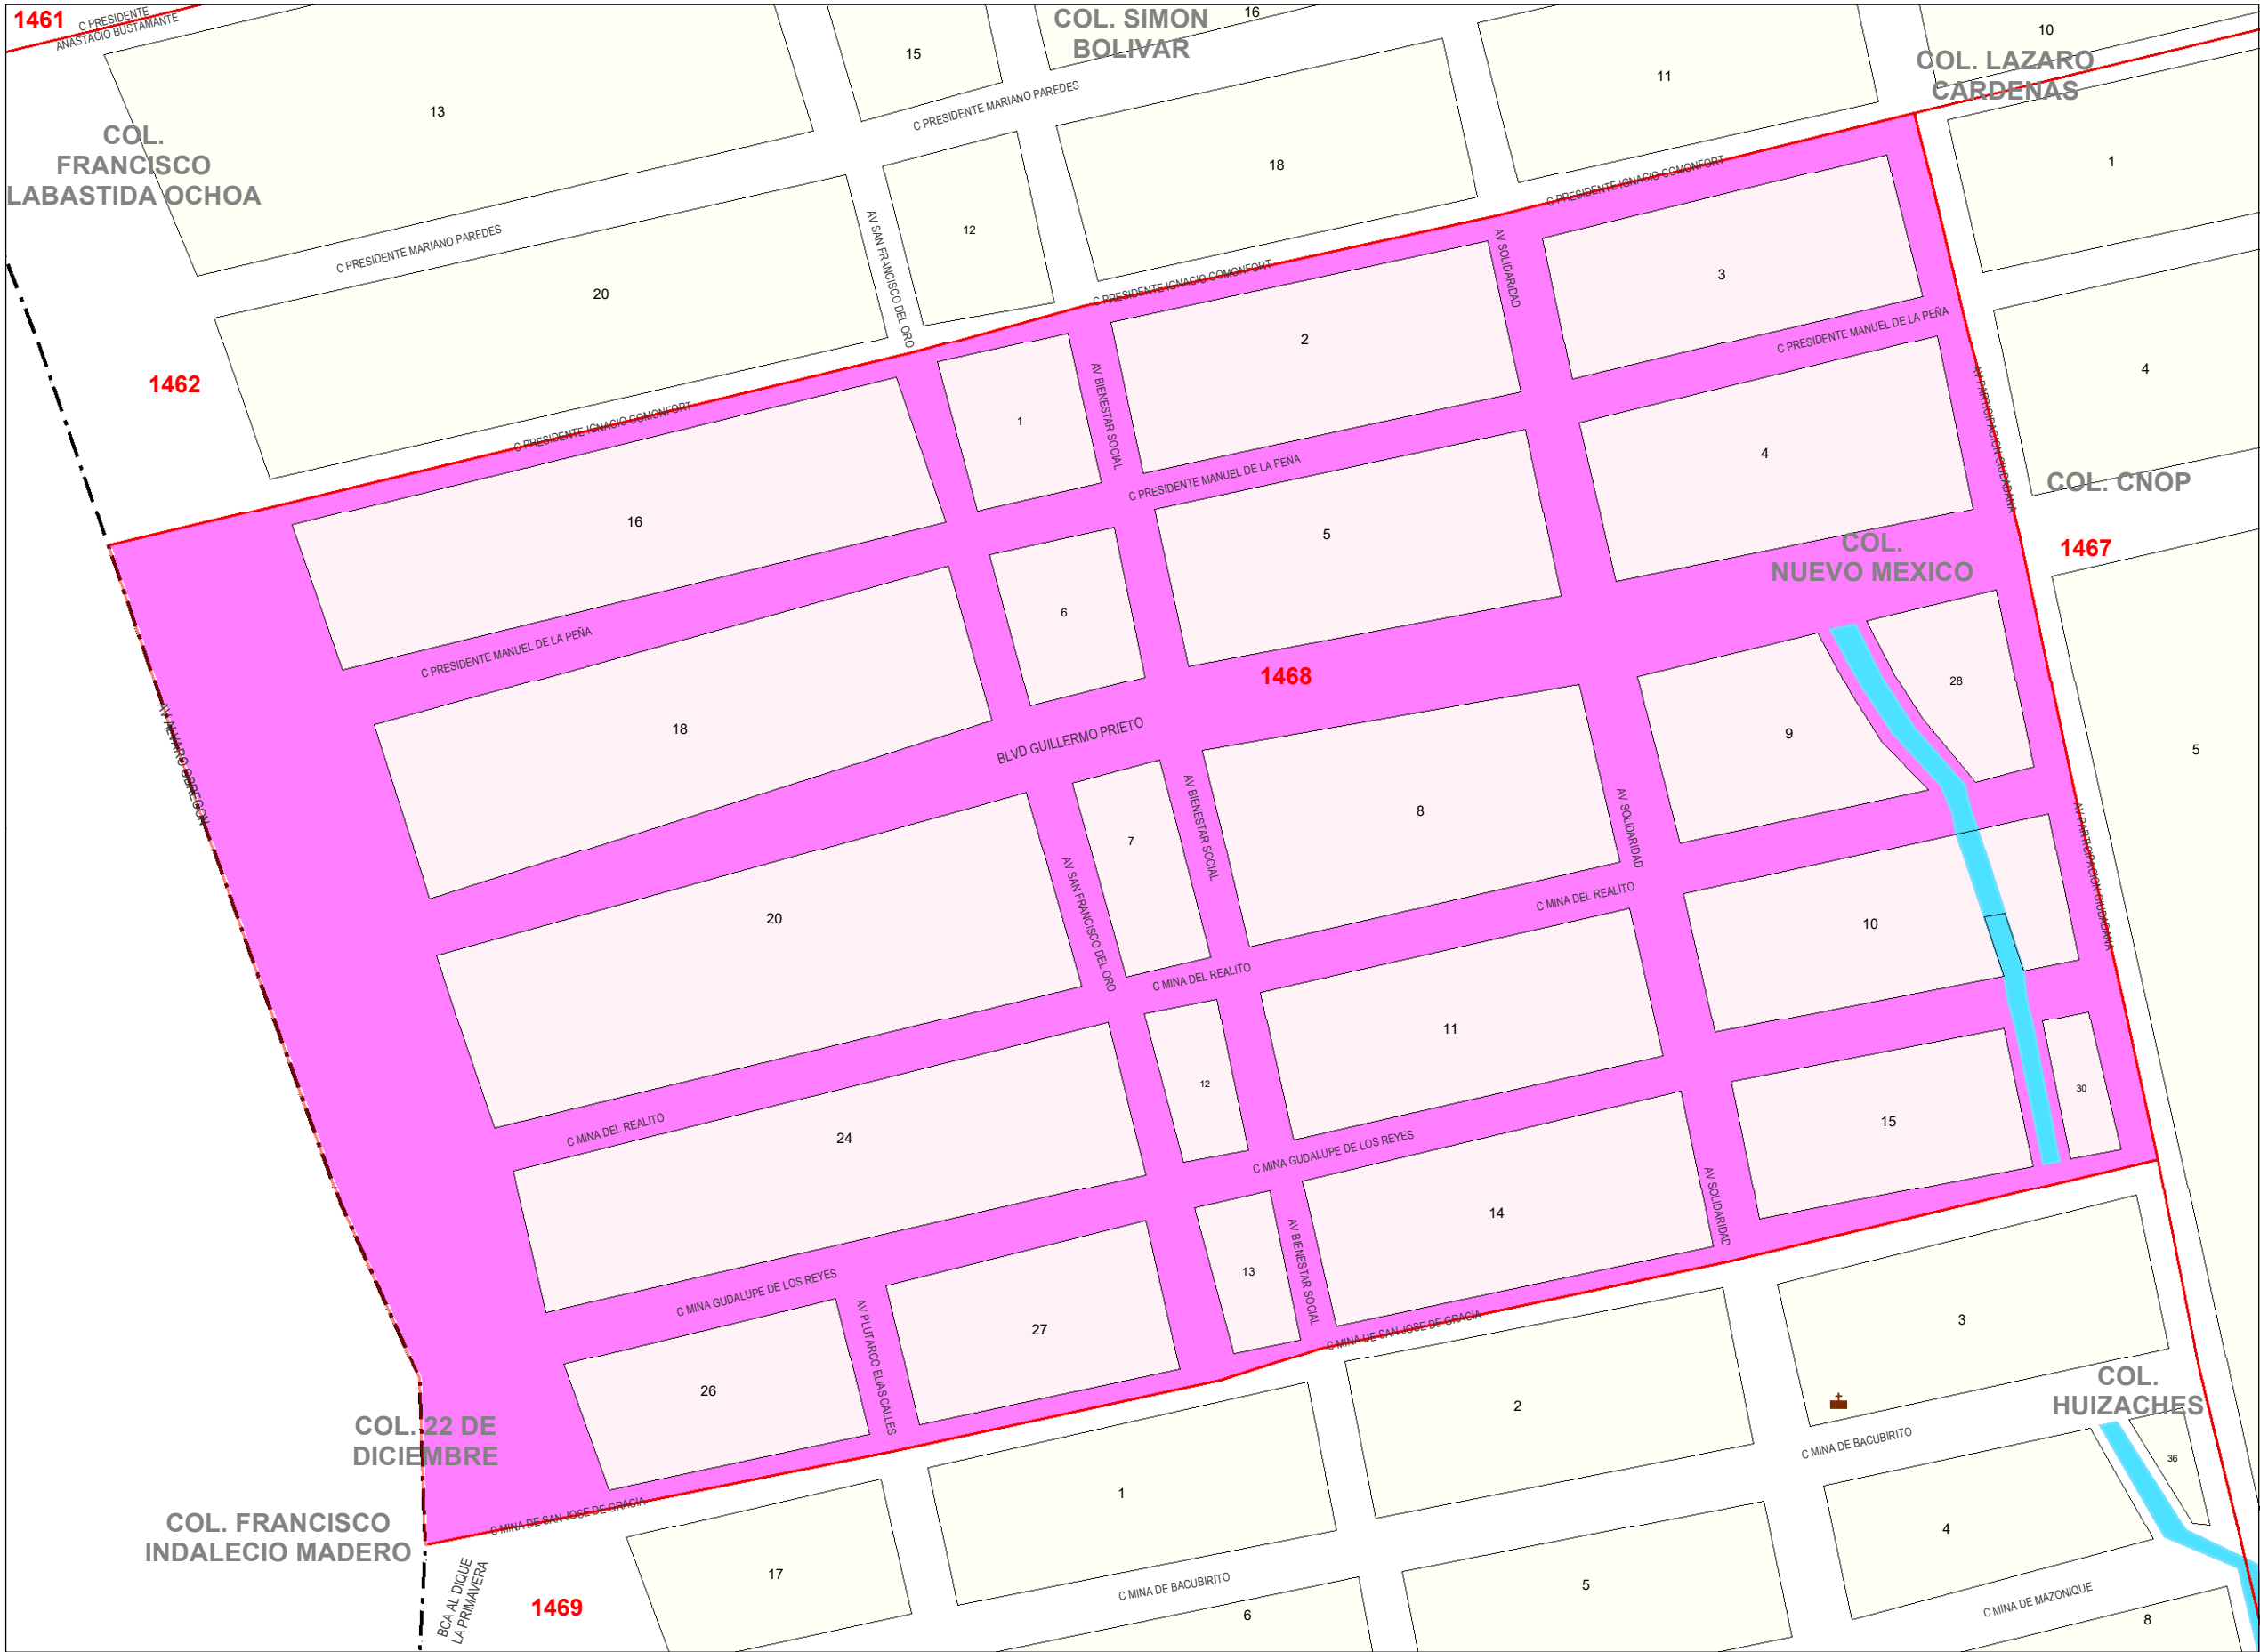 1461
C PRESIDENTE
ANASTACIO BUSTAMANTE
COL. SIMON
BOLIVAR
16
10
15
13
11
COL. LAZARO
CARDENAS
C PRESIDENTE MARIANO PAREDES
COL.
FRANCISCO
LABASTIDA OCHOA
18
1
C PRESIDENTE IGNACIO COMONFORT
12
C PRESIDENTE MARIANO PAREDES
AV SAN FRANCISCO DEL ORO
20
AV SOLIDARIDAD
3
C PRESIDENTE IGNACIO COMONFORT
2
C PRESIDENTE MANUEL DE LA PEÑA
1462
4
AV PARTICIPACION CIUDADANA
C PRESIDENTE IGNACIO COMONFORT
1
AV BIENESTAR SOCIAL
4
C PRESIDENTE MANUEL DE LA PEÑA
COL. CNOP
16
5
COL.
NUEVO MEXICO
1467
6
C PRESIDENTE MANUEL DE LA PEÑA
1468
28
18
BLVD GUILLERMO PRIETO
9
5
AV ALVARO OBREGON
7
AV BIENESTAR SOCIAL
8
AV SOLIDARIDAD
AV PARTICIPACION CIUDADANA
20
AV SAN FRANCISCO DEL ORO
C MINA DEL REALITO
10
C MINA DEL REALITO
11
12
30
C MINA DEL REALITO
24
C MINA GUDALUPE DE LOS REYES
15
14
AV SOLIDARIDAD
13
AV BIENESTAR SOCIAL
C MINA GUDALUPE DE LOS REYES
27
C MINA DE SAN JOSE DE GRACIA
3
AV PLUTARCO ELIAS CALLES
26
2
COL.
HUIZACHES
COL. 22 DE
DICIEMBRE
C MINA DE BACUBIRITO
36
C MINA DE SAN JOSE DE GRACIA
1
4
COL. FRANCISCO
INDALECIO MADERO
BCA AL DIQUE
LA PRIMAVERA
17
C MINA DE BACUBIRITO
5
C MINA DE MAZONIQUE
1469
6
8